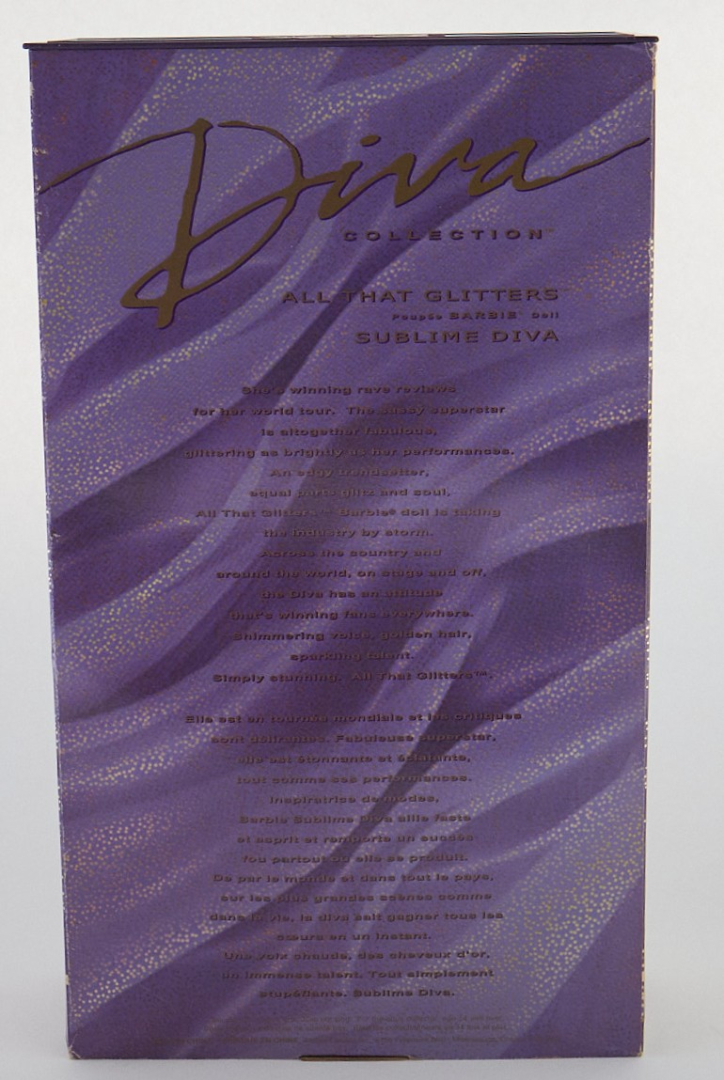 Diva
COLLECTION™
ALL THAT GLITTERS™
Poupée BARBIE® Doll
SUBLIME DIVA
She's winning rave reviews
for her world tour. The sassy superstar
is altogether fabulous,
glittering as brightly as her performances.
An edgy trendsetter,
equal parts glitz and soul,
All That Glitters™ Barbie® doll is taking
the industry by storm.
Across the country and
around the world, on stage and off,
the Diva has an attitude
that's winning fans everywhere.
Shimmering voice, golden hair,
sparkling talent.
Simply stunning. All That Glitters™.
Elle est en tournée mondiale et les critiques
sont délirantes. Fabuleuse superstar,
elle est étonnante et éclatante,
tout comme ses performances.
Inspiratrice de modes,
Barbie Sublime Diva allie faste
et esprit et remporte un succès
fou partout où elle se produit.
De par le monde et dans tout le pays,
sur les plus grandes scènes comme
dans la vie, la diva sait gagner tous les
cœurs en un instant.
Une voix chaude, des cheveux d'or,
un immense talent. Tout simplement
stupéfiante. Sublime Diva.